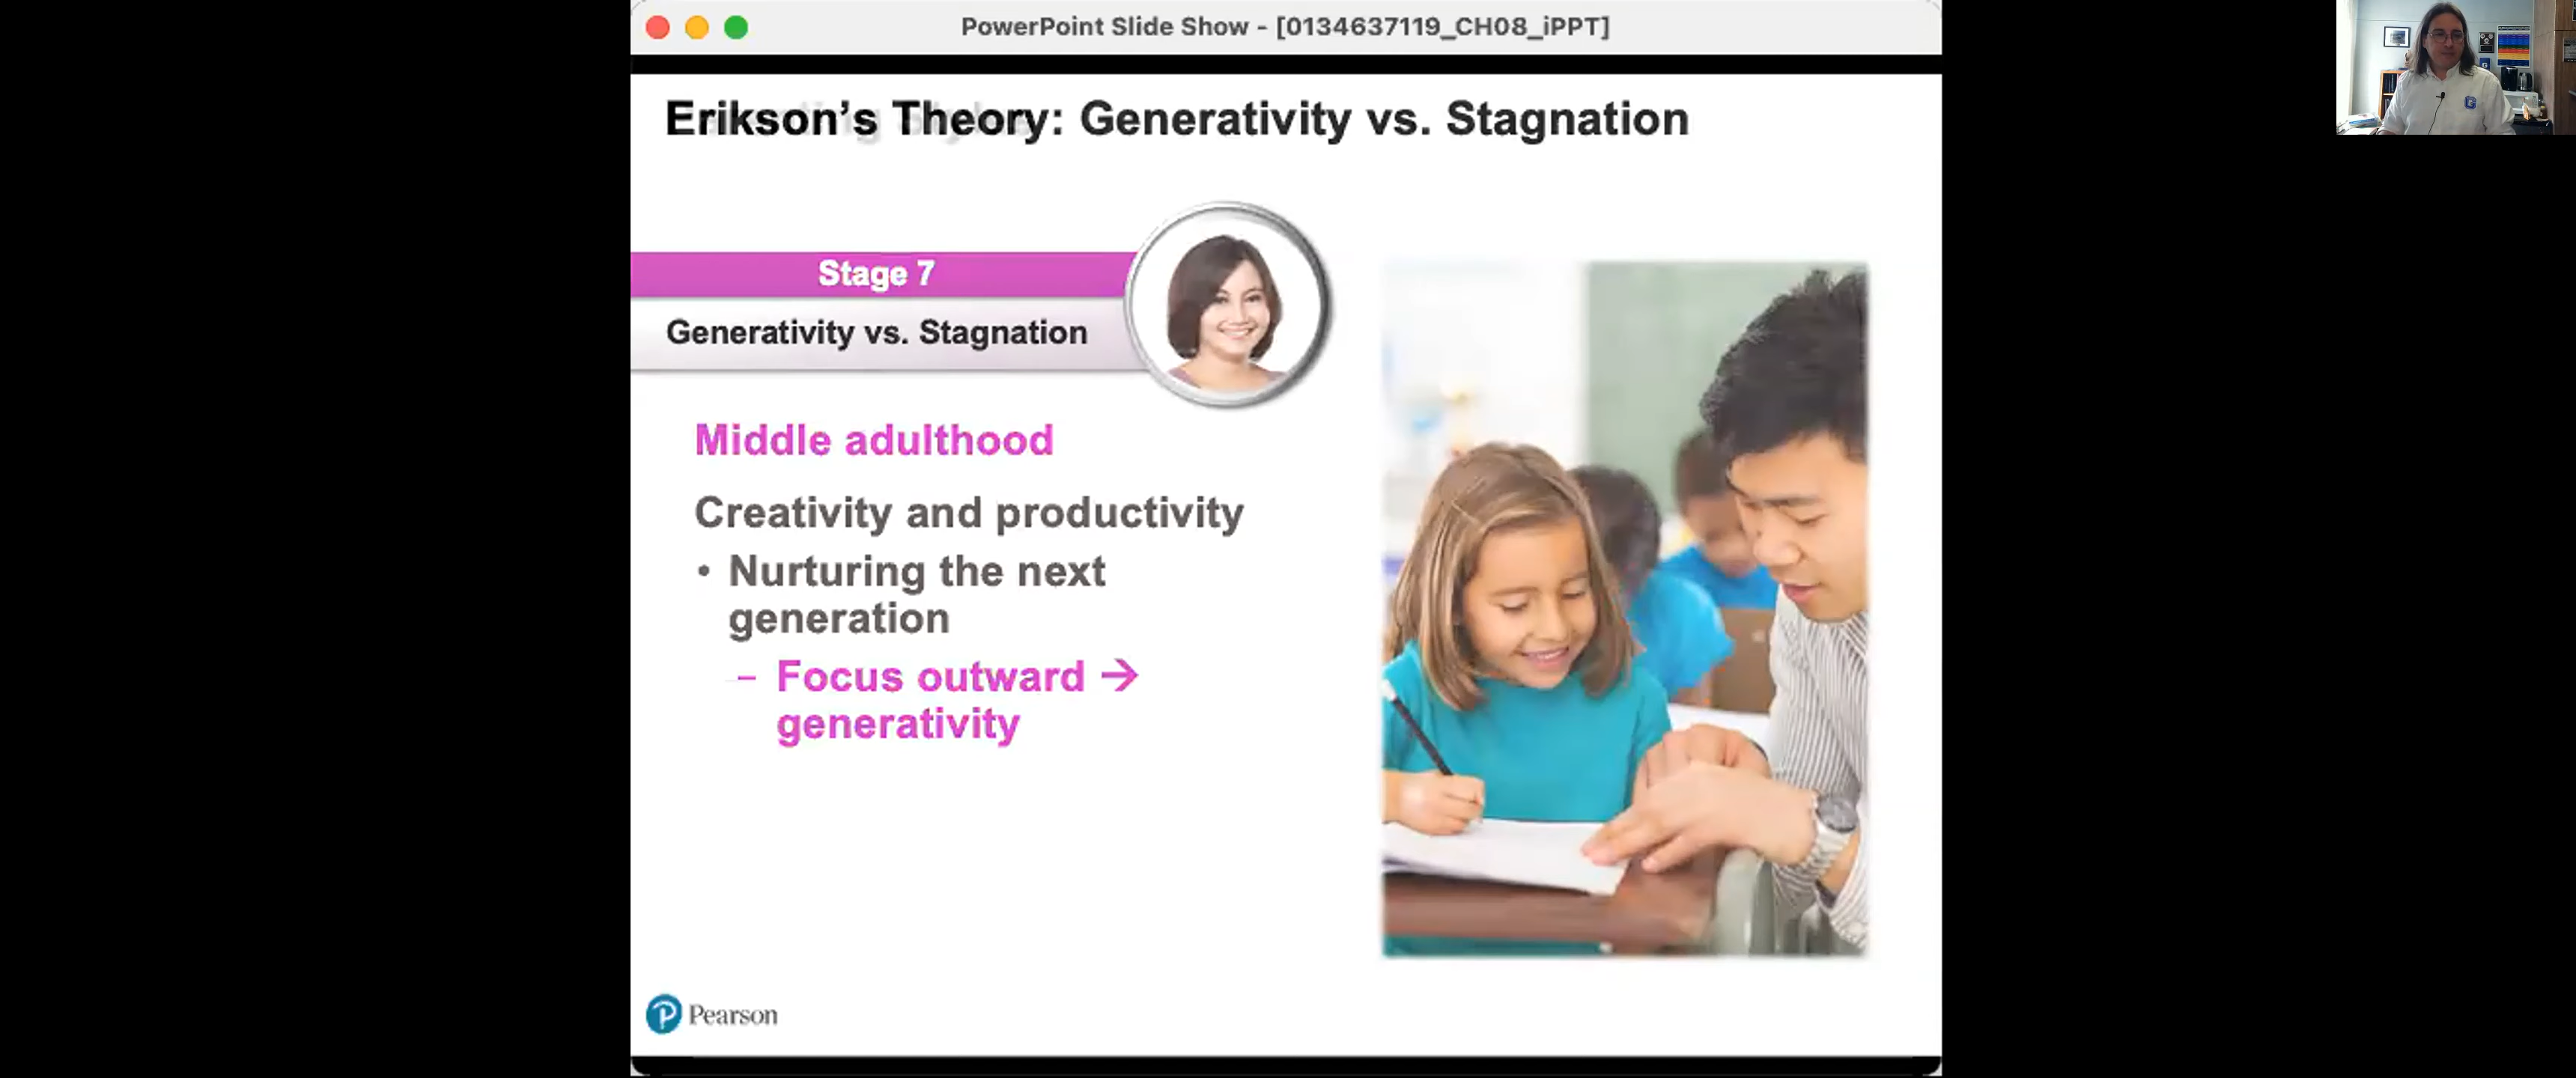 PowerPoint Slide Show - [0134637119_CH08_iPPT]
Erikson's Theory: Generativity vs. Stagnation
Stage 7
Generativity vs. Stagnation
Middle adulthood
Creativity and productivity
• Nurturing the next
generation
– Focus outward →
generativity
Pearson